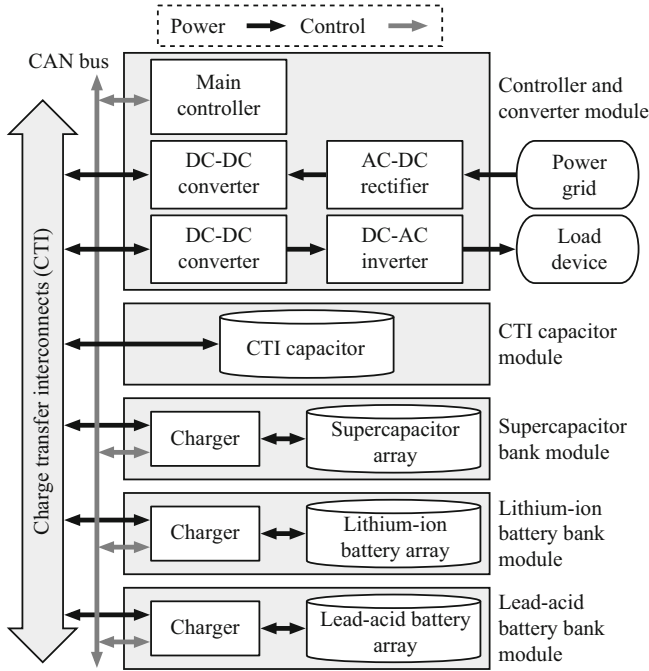 Power
Control
CAN bus
Main
controller
Controller and
converter module
DC-DC
converter
AC-DC
rectifier
Power
grid
DC-DC
converter
DC-AC
inverter
Load
device
Charge transfer interconnects (CTI)
CTI capacitor
CTI capacitor
module
Charger
Supercapacitor
array
Supercapacitor
bank module
Charger
Lithium-ion
battery array
Lithium-ion
battery bank
module
Charger
Lead-acid battery
array
Lead-acid
battery bank
module